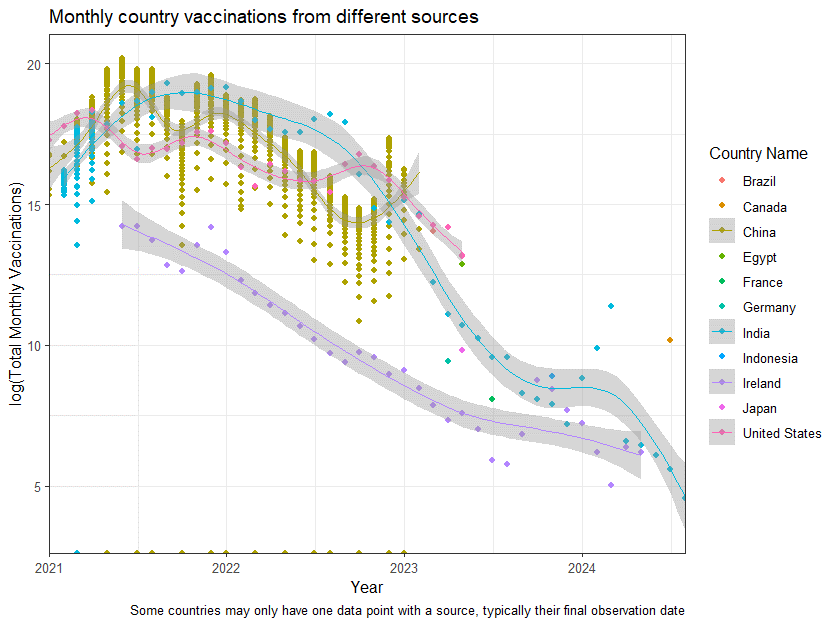 Monthly country vaccinations from different sources
log(Total Monthly Vaccinations)
20
15
10
5
2021
2022
2023
2024
Year
Country Name
Brazil
Canada
China
Egypt
France
Germany
India
Indonesia
Ireland
Japan
United States
Some countries may only have one data point with a source, typically their final observation date